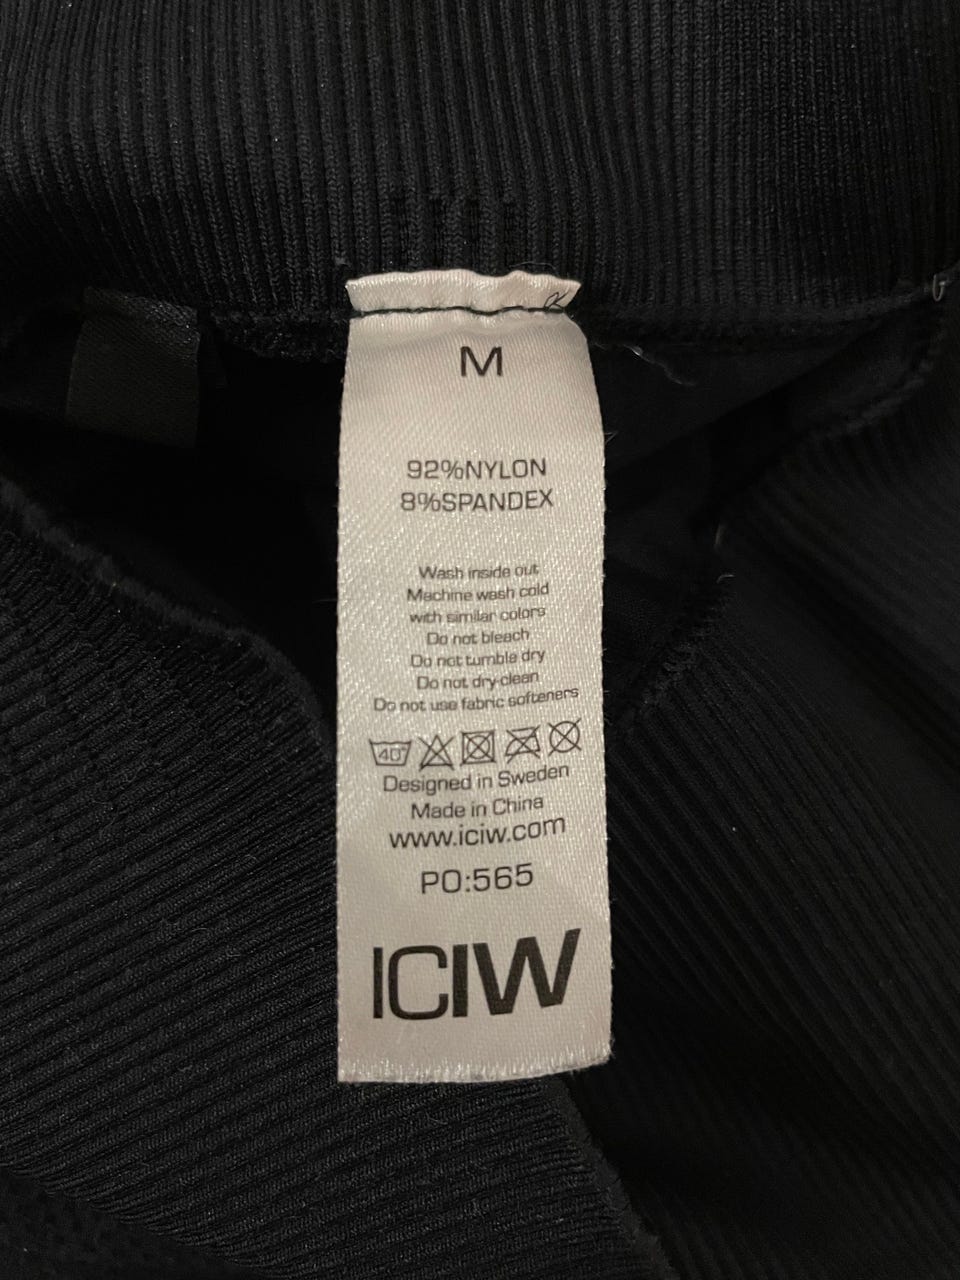 M
92%NYLON
8%SPANDEX
Wash inside out
Machine wash cold
with similar colors
Do not bleach
Do not tumble dry
Do not dry-clean
Do not use fabric softeners
40°
Designed in Sweden
Made in China
www.iciw.com
PO:565
ICIW